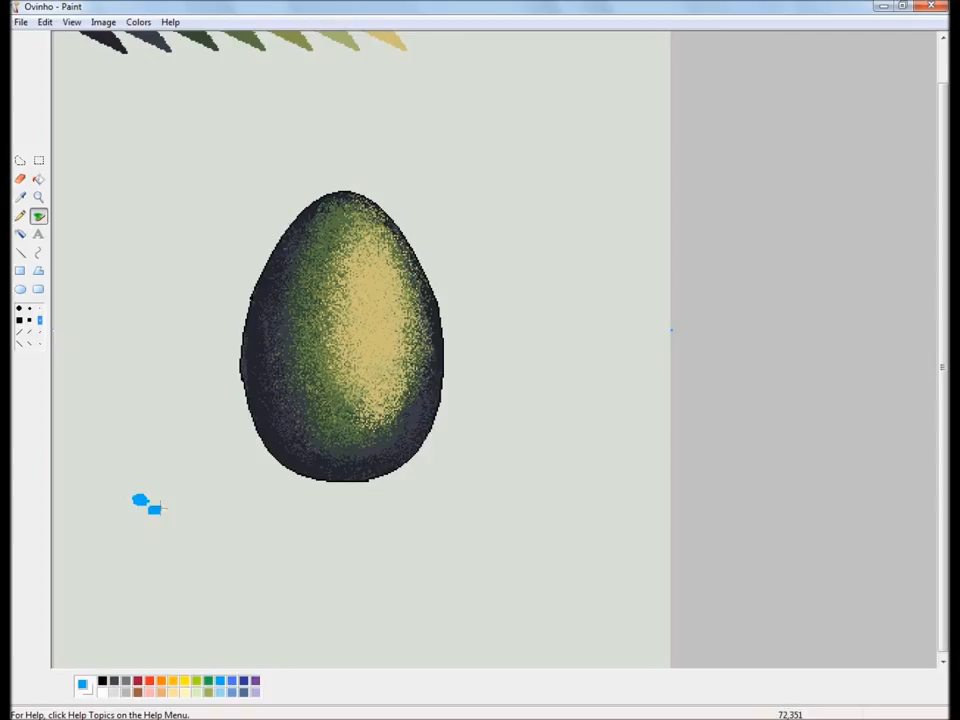 Ovinho - Paint
File Edit View Image Colors Help
A
For Help, click Help Topics on the Help Menu.
72,351